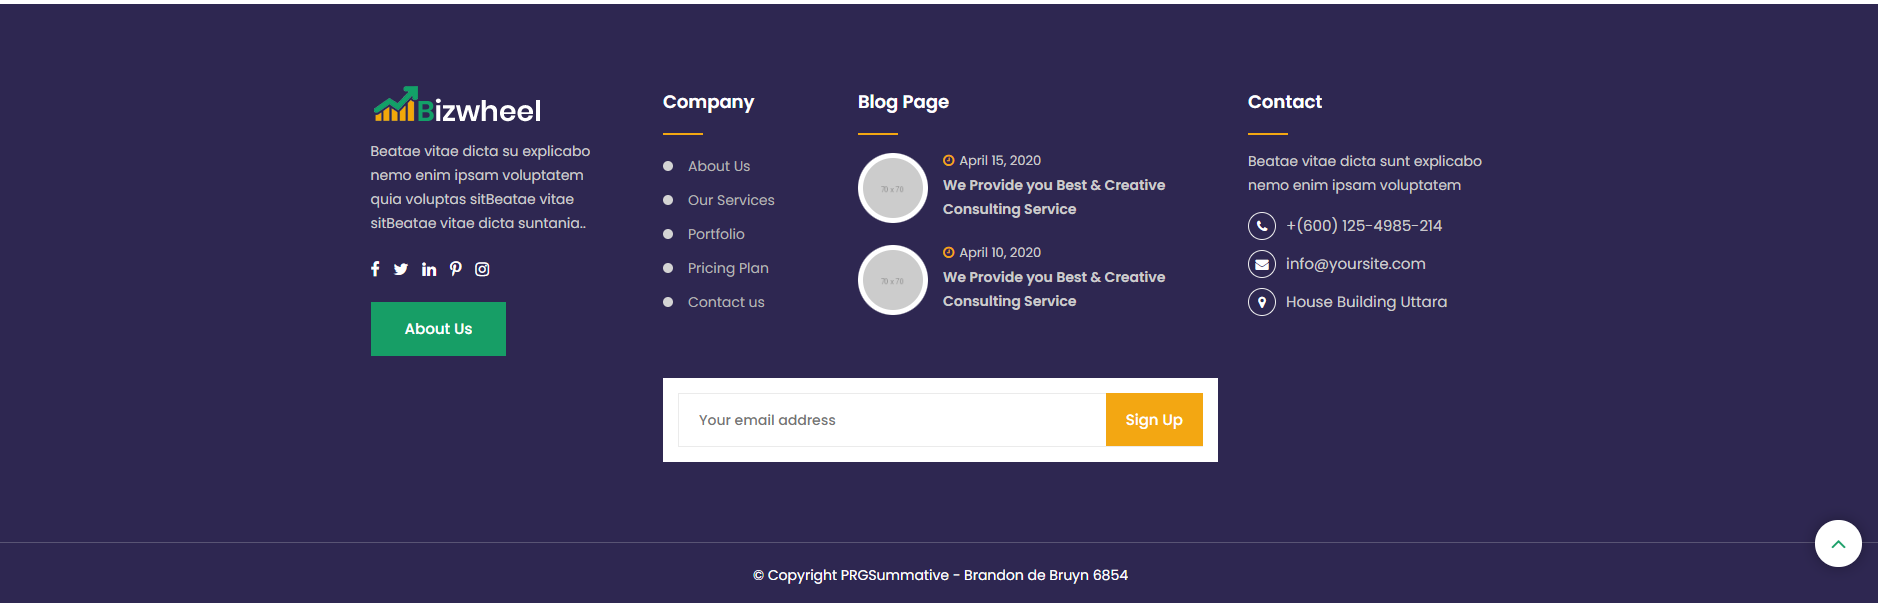 Bizwheel
Beatae vitae dicta su explicabo
nemo enim ipsam voluptatem
quia voluptas sitBeatae vitae
sitBeatae vitae dicta suntania..
About Us
Company
About Us
Our Services
Portfolio
Pricing Plan
Contact us
Blog Page
70 x 70
April 15, 2020
We Provide you Best & Creative
Consulting Service
70 x 70
April 10, 2020
We Provide you Best & Creative
Consulting Service
Contact
Beatae vitae dicta sunt explicabo
nemo enim ipsam voluptatem
+(600) 125-4985-214
info@yoursite.com
House Building Uttara
Your email address
Sign Up
© Copyright PRGSummative - Brandon de Bruyn 6854